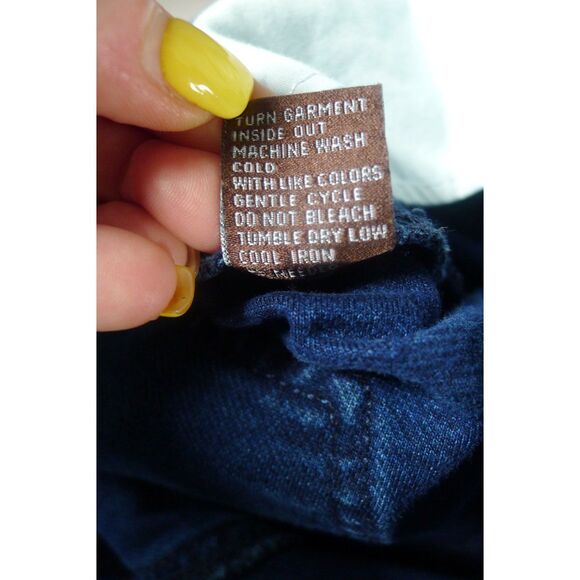 TURN GARMENT
INSIDE OUT
MACHINE WASH
COLD
WITH LIKE COLORS
GENTLE CYCLE
DO NOT BLEACH
TUMBLE DRY LOW
COOL IRON
NEEDED